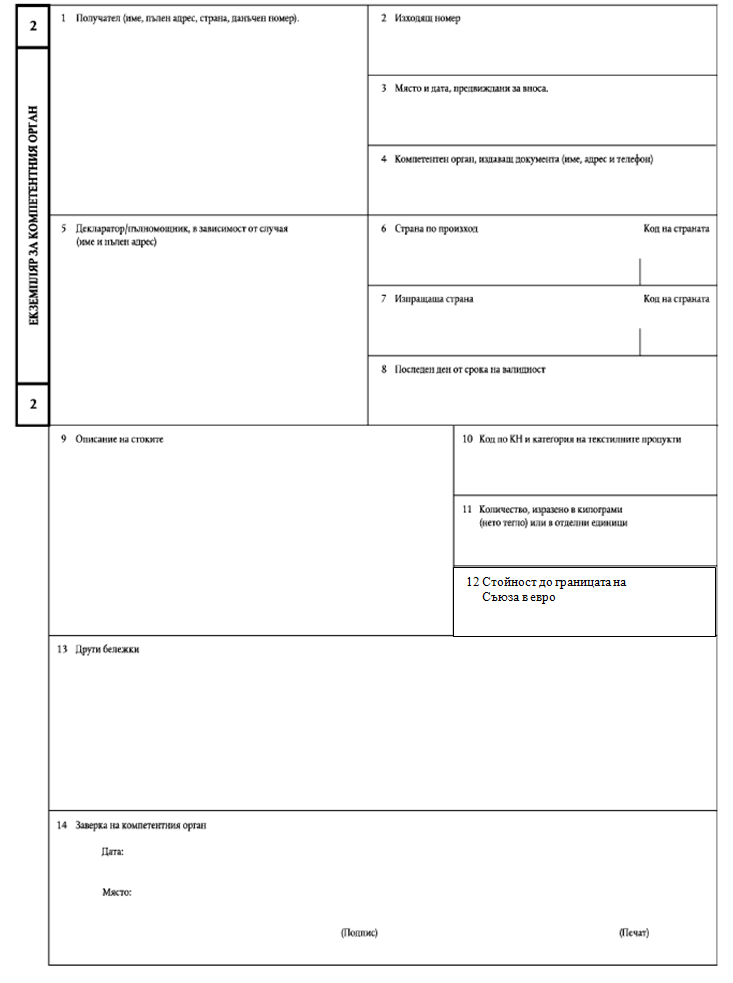 2
ЕКЗЕМПЛЯР ЗА КОМПЕТЕНТНИЯ ОРГАН
2
1 Получател (име, пълен адрес, страна, данъчен номер).
2 Изходящ номер
3 Място и дата, предвиждани за вноса.
4 Компетентен орган, издаващ документа (име, адрес и телефон)
5 Декларатор/пълномощник, в зависимост от случая
(име и пълен адрес)
6 Страна по произход Код на страната
7 Изпращаща страна Код на страната
8 Последен ден от срока на валидност
9 Описание на стоките
10 Код по КН и категория на текстилните продукти
11 Количество, изразено в килограми
(нето тегло) или в отделни единици
12 Стойност до границата на
Съюза в евро
13 Други бележки
14 Заверка на компетентния орган
Дата:
Място:
(Подпис) (Печат)